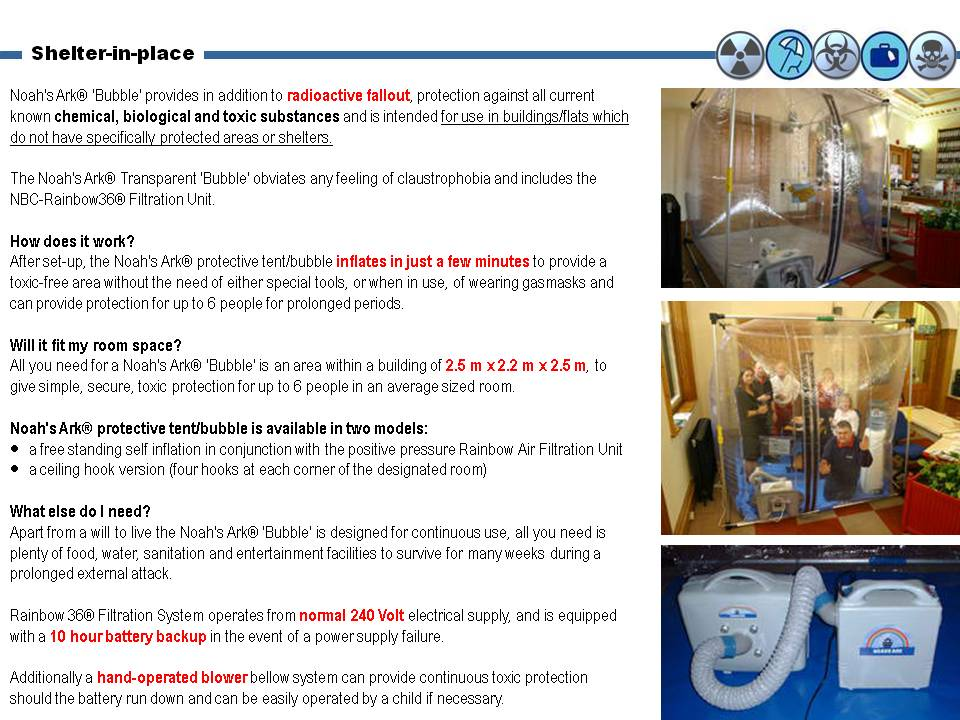 Shelter-in-place
Noah's Ark® 'Bubble' provides in addition to radioactive fallout, protection against all current
known chemical, biological and toxic substances and is intended for use in buildings/flats which
do not have specifically protected areas or shelters.
The Noah's Ark® Transparent 'Bubble' obviates any feeling of claustrophobia and includes the
NBC-Rainbow36® Filtration Unit.
How does it work?
After set-up, the Noah's Ark® protective tent/bubble inflates in just a few minutes to provide a
toxic-free area without the need of either special tools, or when in use, of wearing gasmasks and
can provide protection for up to 6 people for prolonged periods.
Will it fit my room space?
All you need for a Noah's Ark® 'Bubble' is an area within a building of 2.5 m x 2.2 m x 2.5 m, to
give simple, secure, toxic protection for up to 6 people in an average sized room.
Noah's Ark® protective tent/bubble is available in two models:
● a free standing self inflation in conjunction with the positive pressure Rainbow Air Filtration Unit
● a ceiling hook version (four hooks at each corner of the designated room)
What else do I need?
Apart from a will to live the Noah's Ark® 'Bubble' is designed for continuous use, all you need is
plenty of food, water, sanitation and entertainment facilities to survive for many weeks during a
prolonged external attack.
Rainbow 36® Filtration System operates from normal 240 Volt electrical supply, and is equipped
with a 10 hour battery backup in the event of a power supply failure.
Additionally a hand-operated blower bellow system can provide continuous toxic protection
should the battery run down and can be easily operated by a child if necessary.
NOAHS ARK